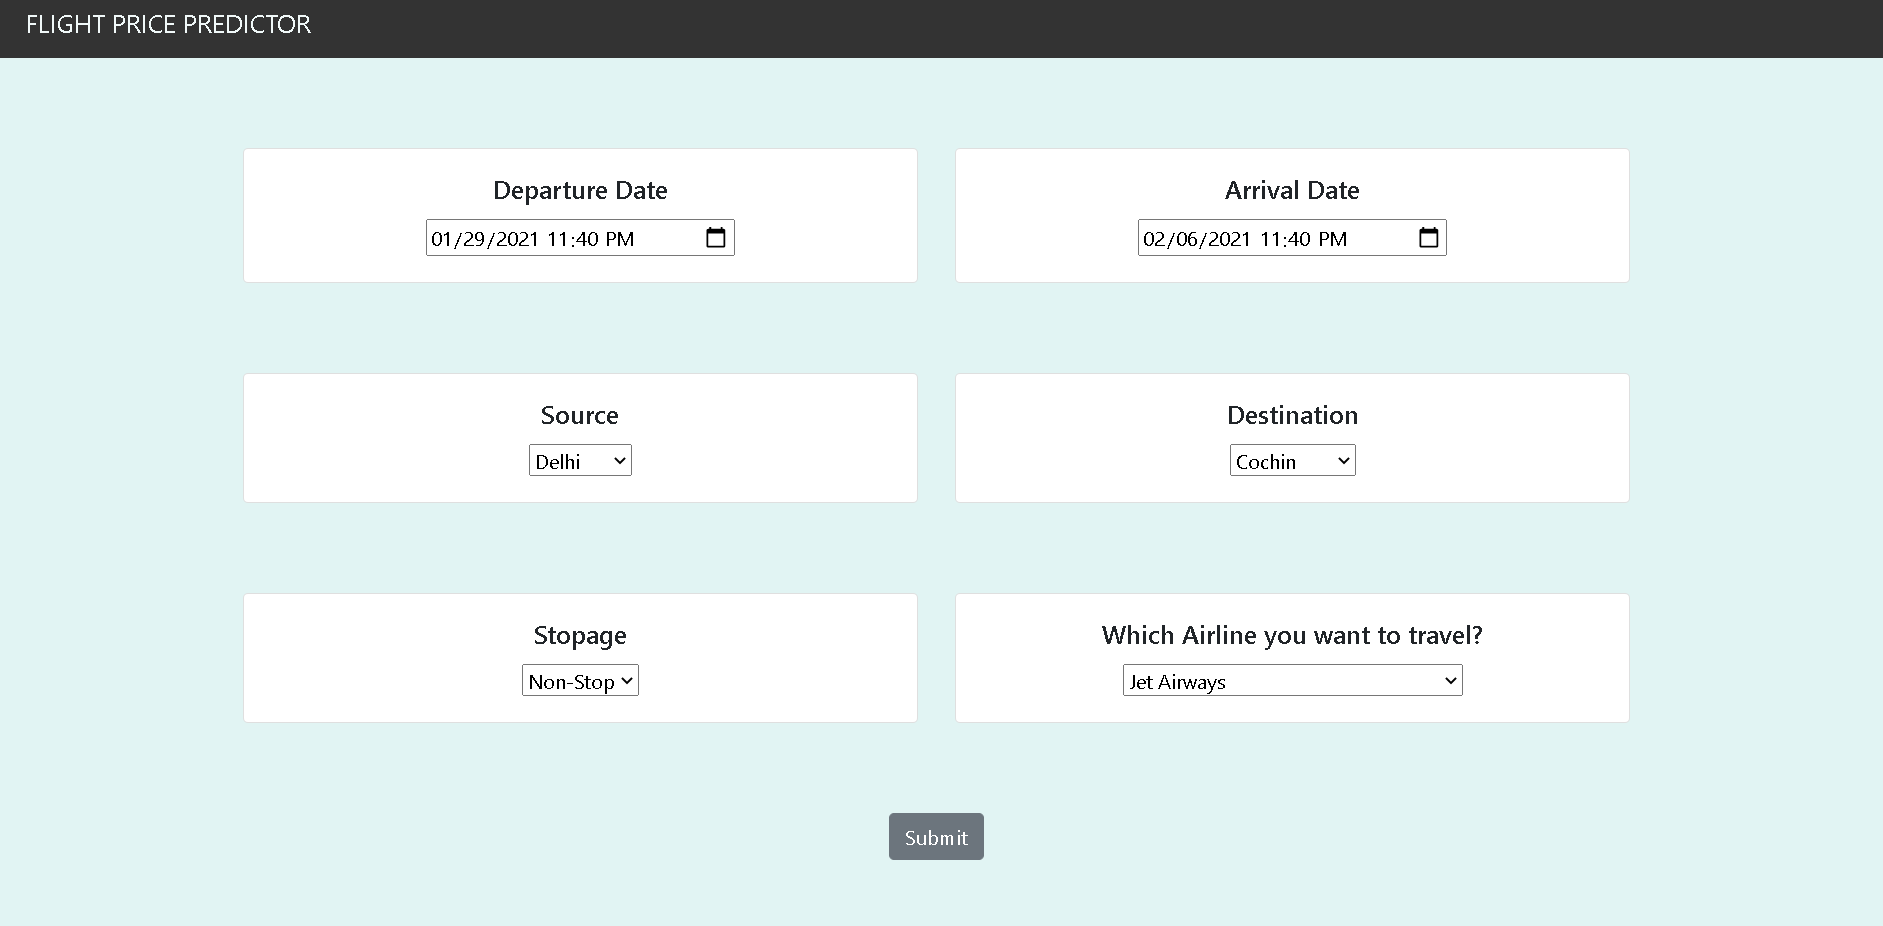 FLIGHT PRICE PREDICTOR
Departure Date
01/29/2021 11:40 PM
Arrival Date
02/06/2021 11:40 PM
Source
Delhi
Destination
Cochin
Stopage
Non-Stop
Which Airline you want to travel?
Jet Airways
Submit